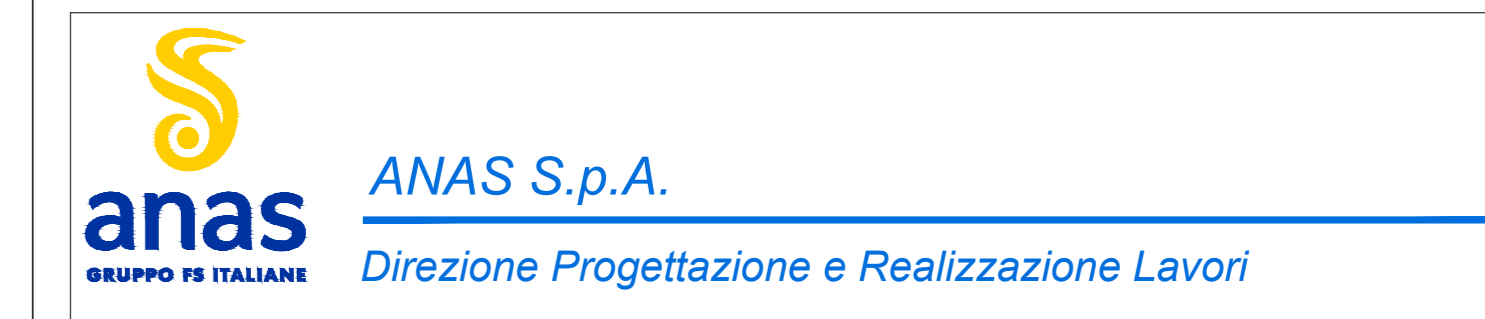 anas
GRUPPO FS ITALIANE
ANAS S.p.A.
Direzione Progettazione e Realizzazione Lavori